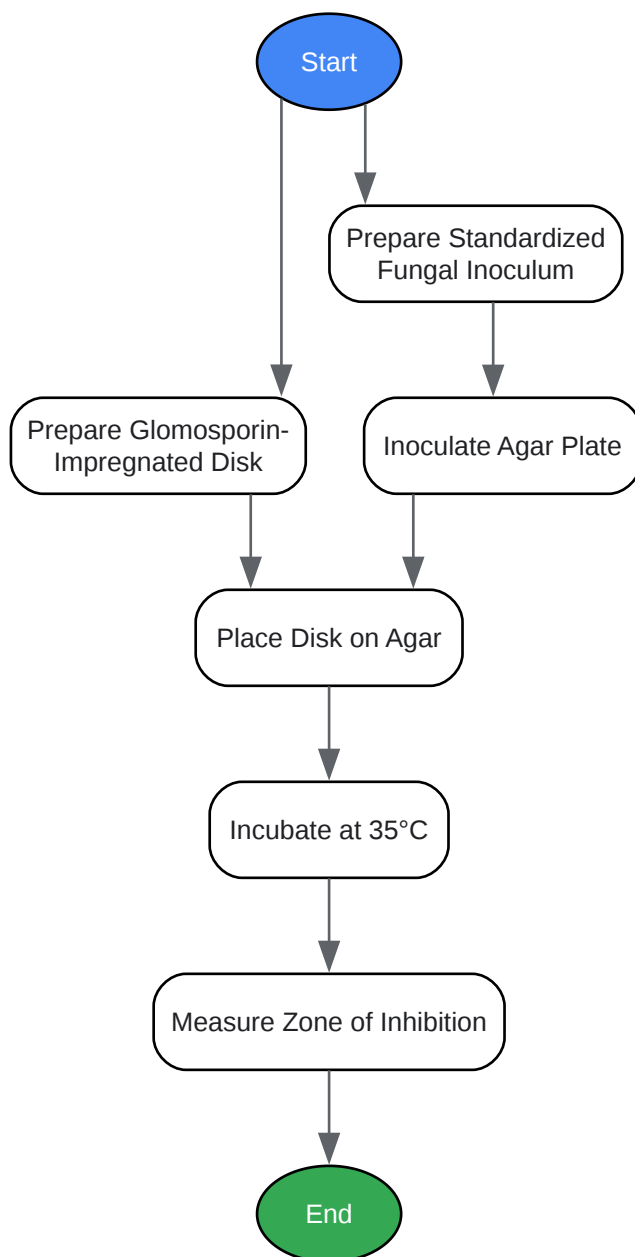 Start
Prepare Standardized
Fungal Inoculum
Prepare Glomosporin-
Impregnated Disk
Inoculate Agar Plate
Place Disk on Agar
Incubate at 35°C
Measure Zone of Inhibition
End